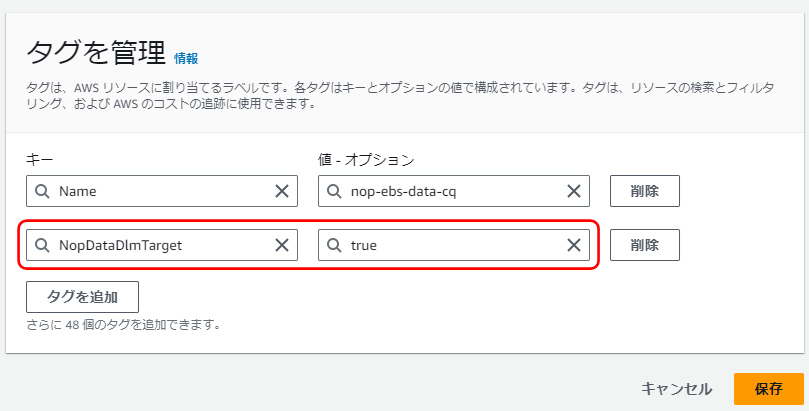 タグを管理 情報
タグは、AWS リソースに割り当てるラベルです。各タグはキーとオプションの値で構成されています。タグは、リソースの検索とフィルタ
リング、および AWS のコストの追跡に使用できます。
キー 値 - オプション
Name nop-ebs-data-cq 削除
NopDataDlmTarget true 削除
タグを追加
さらに 48 個のタグを追加できます。
キャンセル 保存